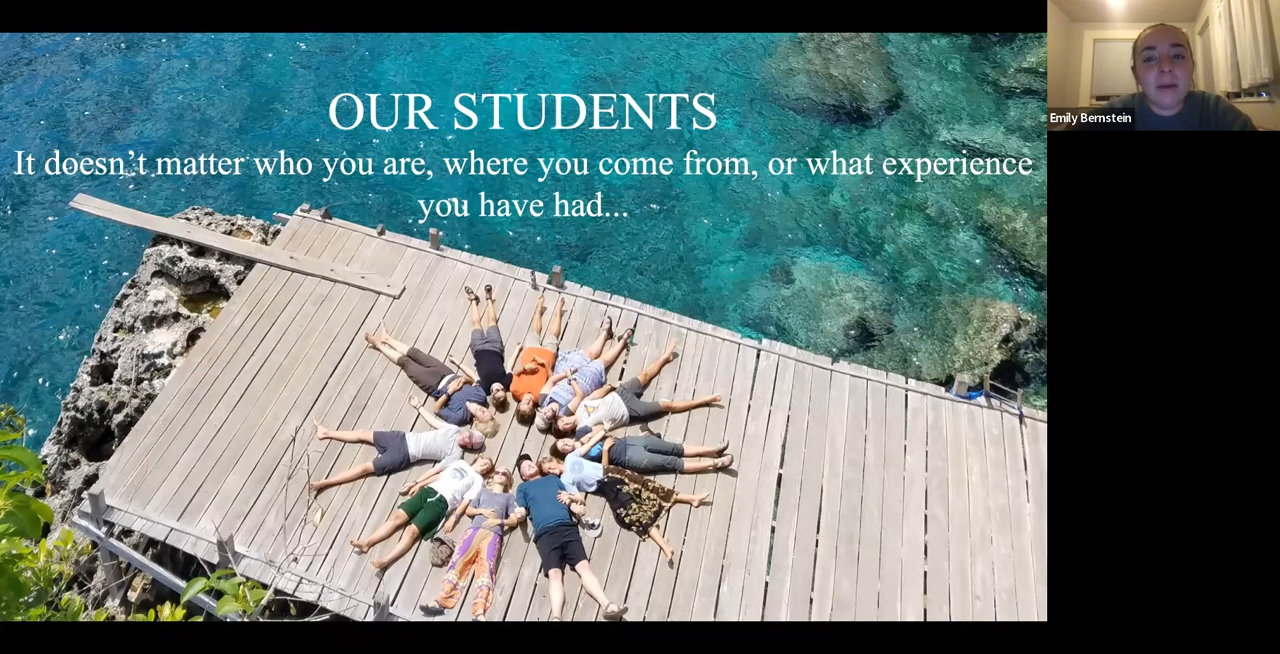 OUR STUDENTS
It doesn’t matter who you are, where you come from, or what experience
you have had...
Emily Bernstein